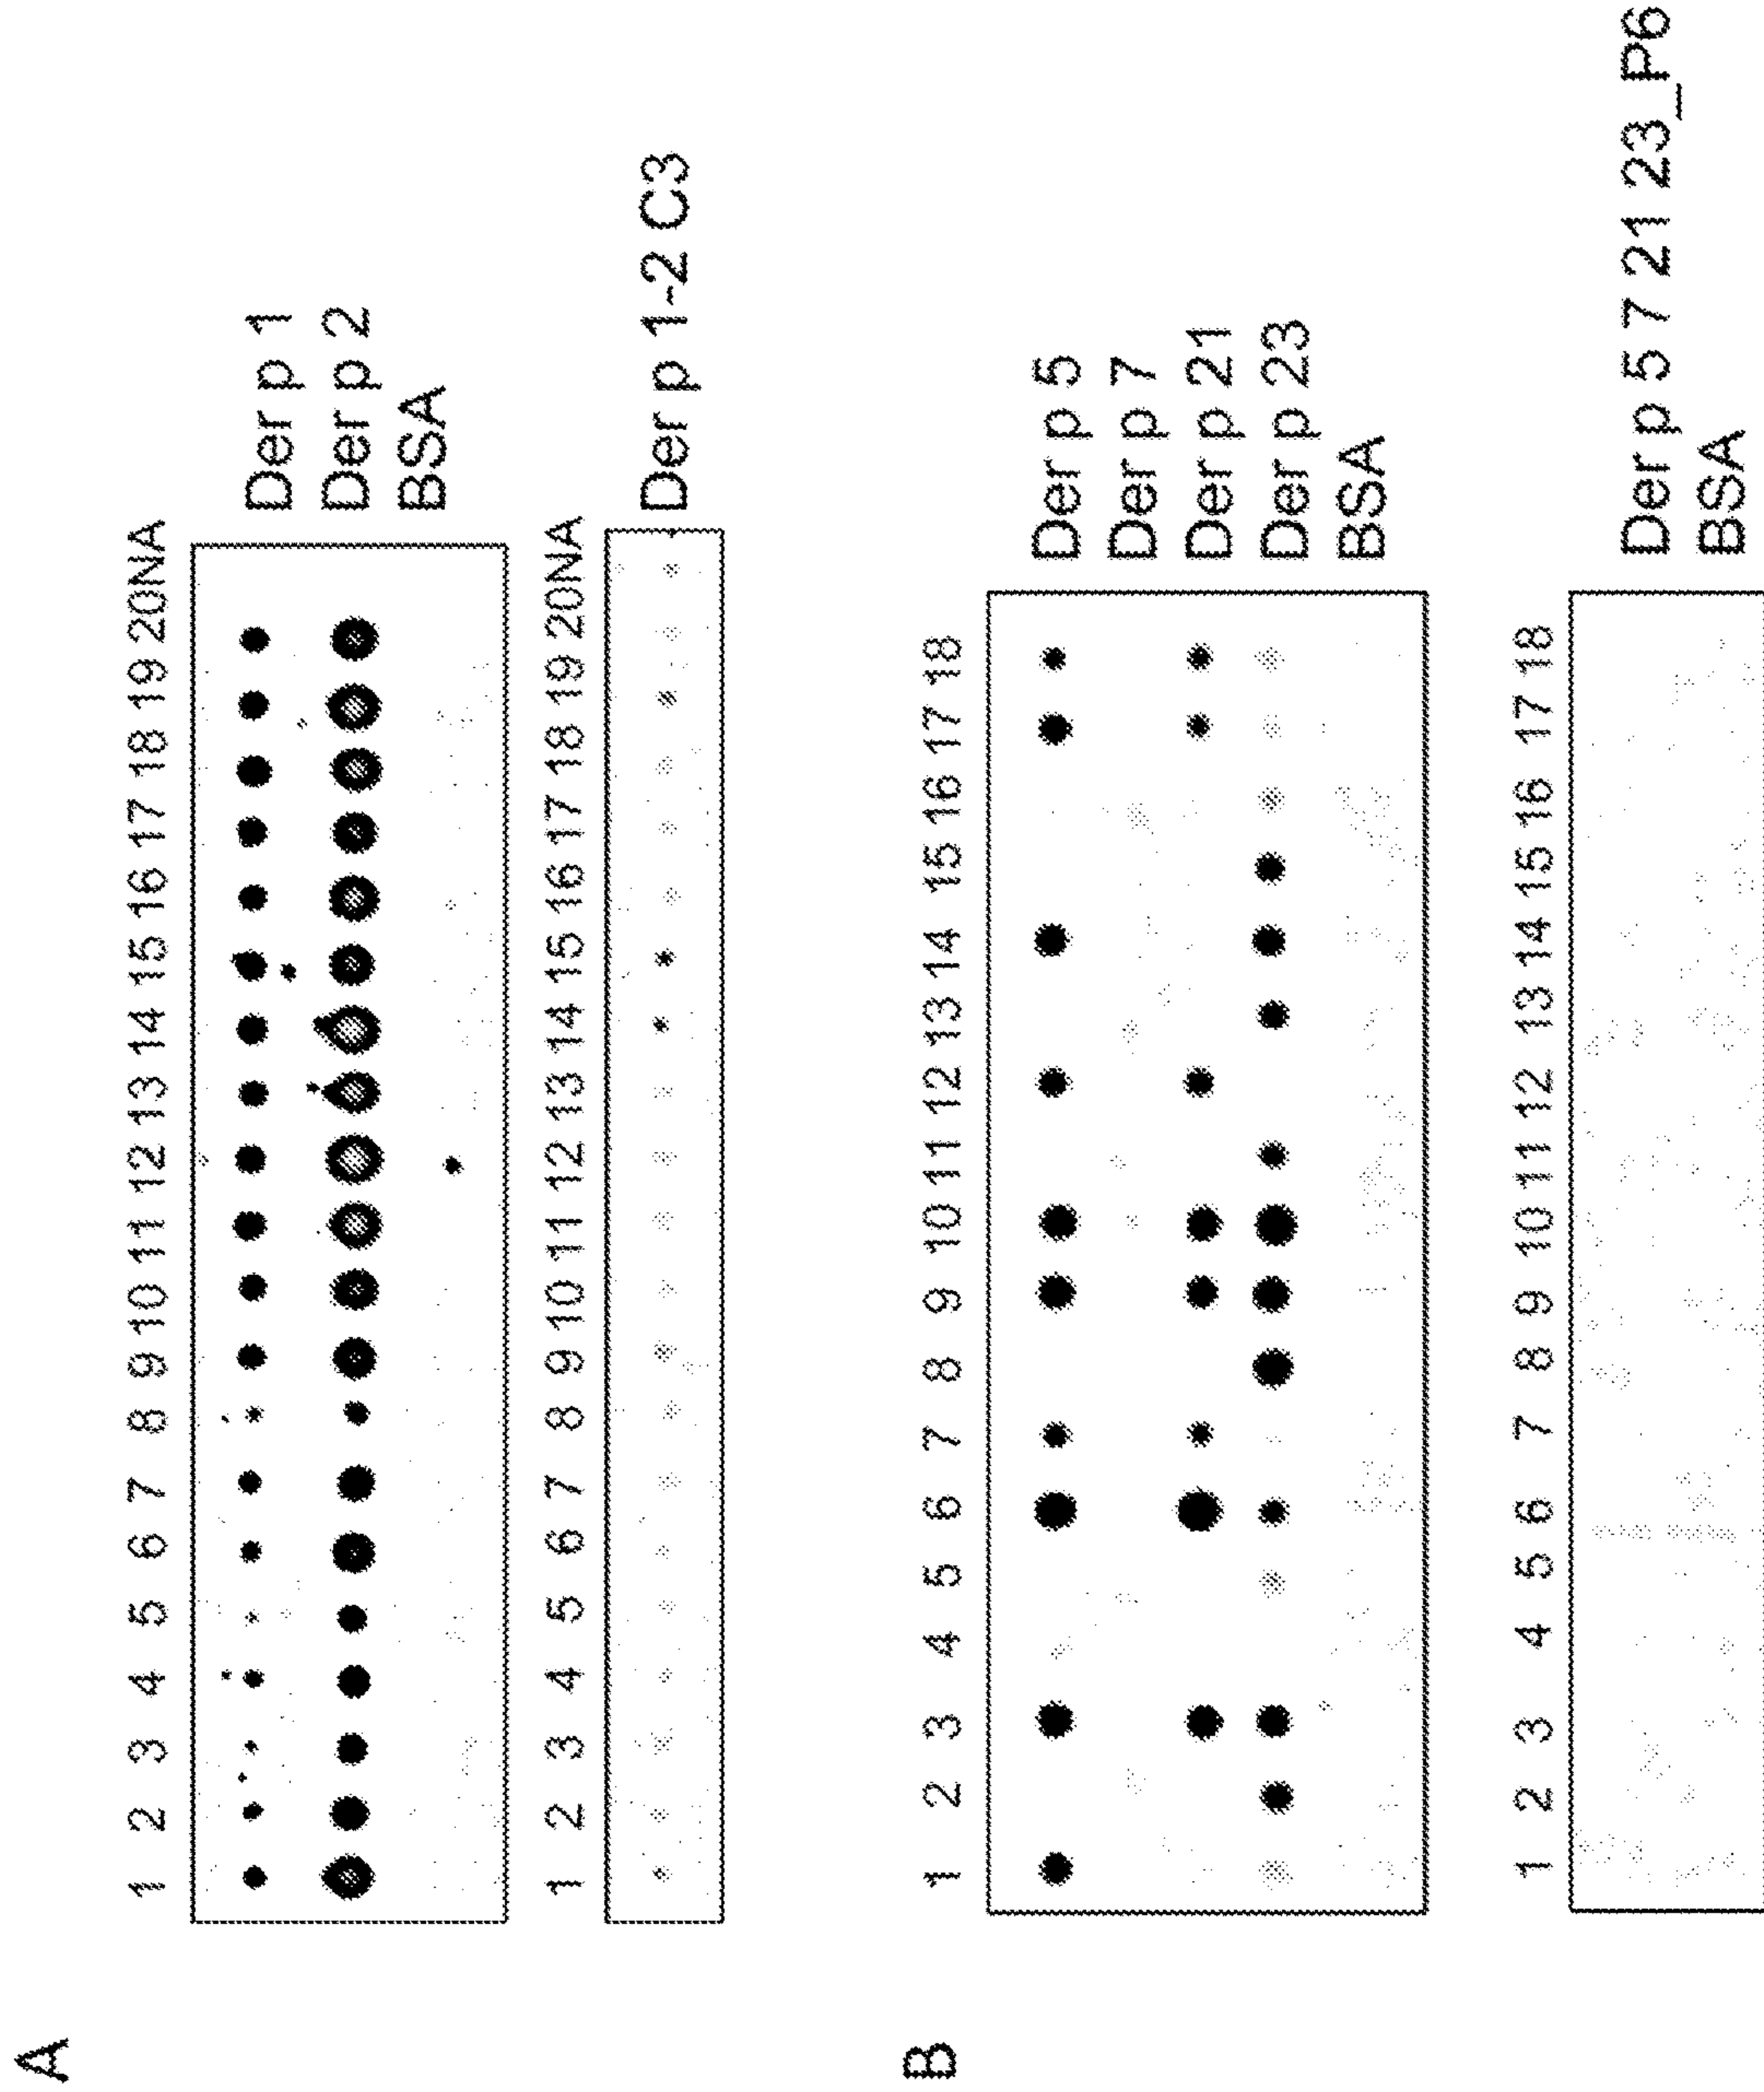 A
1 2 3 4 5 6 7 8 9 10 11 12 13 14 15 16 17 18 19 20NA
Der p 1
Der p 2
BSA
1 2 3 4 5 6 7 8 9 10 11 12 13 14 15 16 17 18 19 20NA
Der p 1-2 C3
B
1 2 3 4 5 6 7 8 9 10 11 12 13 14 15 16 17 18
Der p 5
Der p 7
Der p 21
Der p 23
BSA
1 2 3 4 5 6 7 8 9 10 11 12 13 14 15 16 17 18
Der p 5 7 21 23_P6
BSA